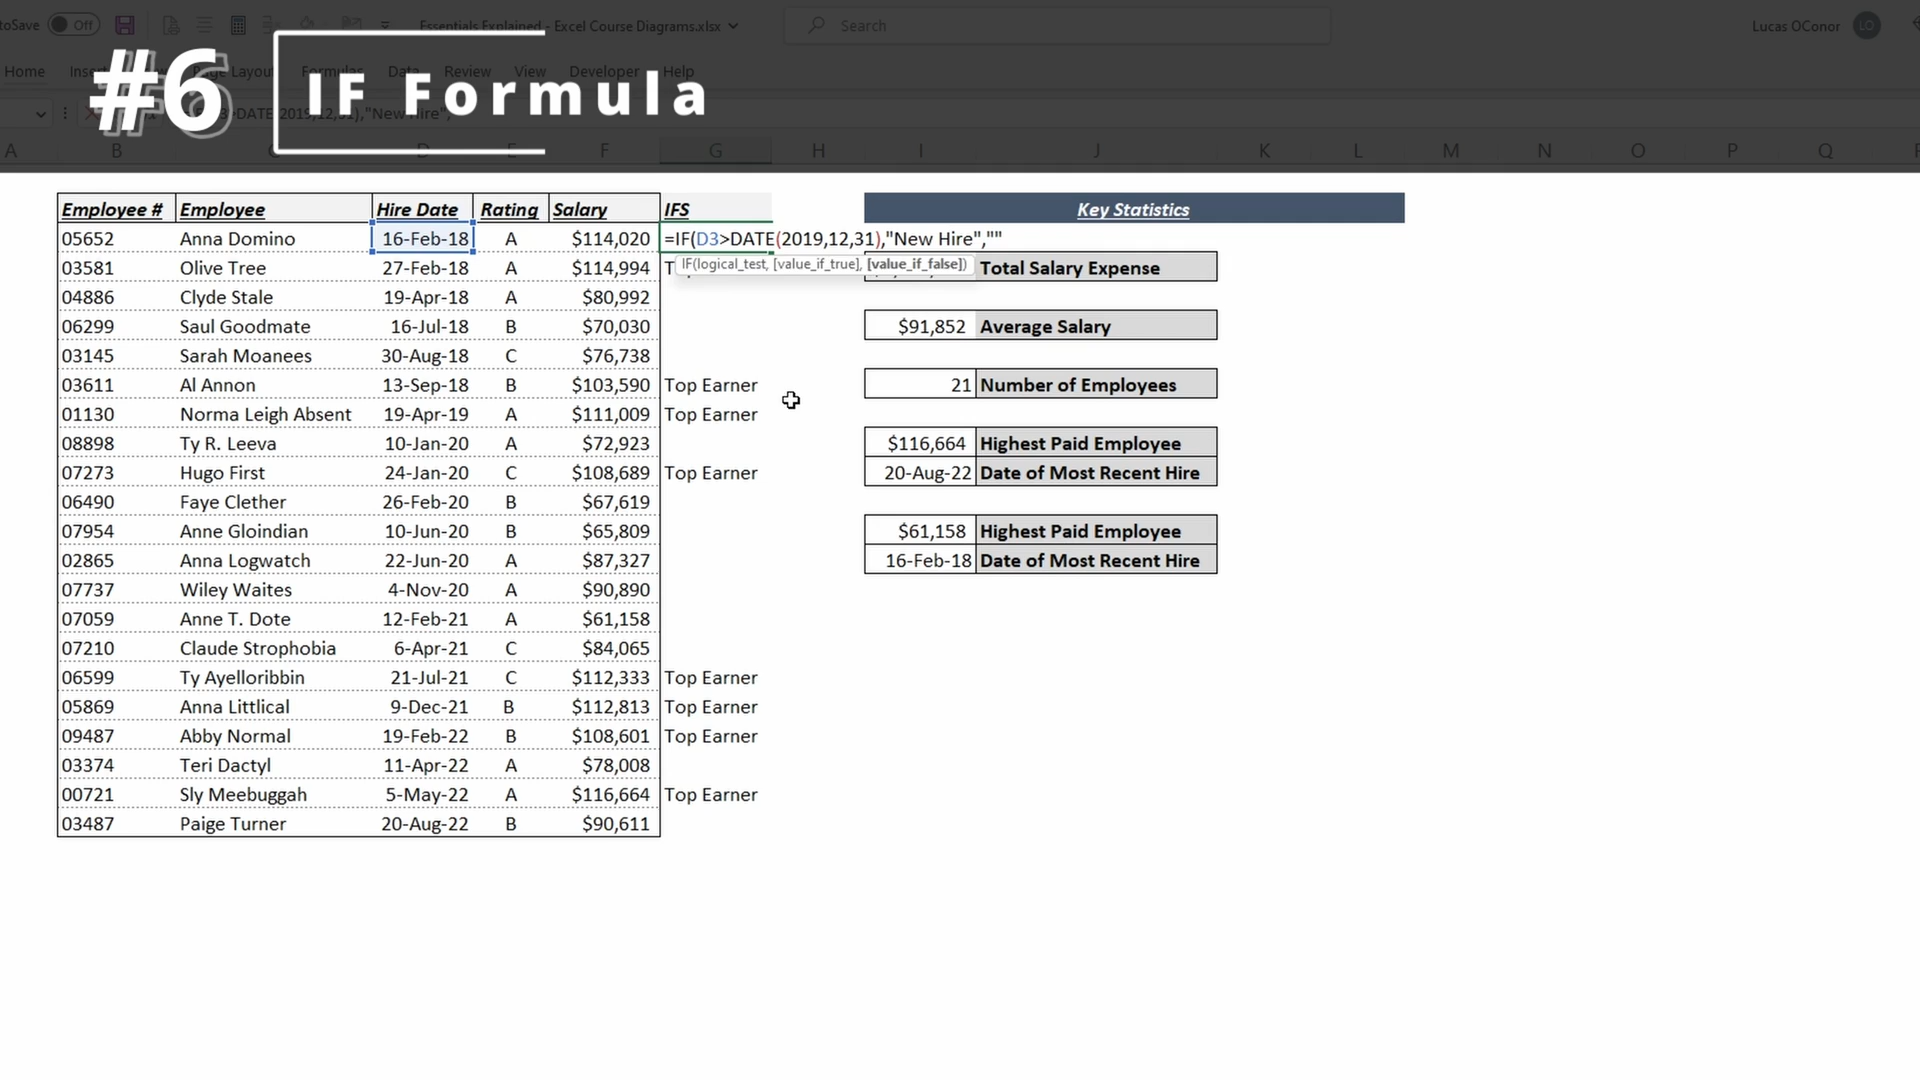 toSave Off Essentials Explained - Excel Course Diagrams.xlsx Search Lucas OConor LO
Home Insert Page Layout Formulas Data Review View Developer Help
#6 IF Formula
>DATE(2019,12,31),"New Hire",
A B C D E F G H I J K L M N O P Q
Employee # Employee Hire Date Rating Salary IFS Key Statistics
05652 Anna Domino 16-Feb-18 A $114,020 =IF(D3>DATE(2019,12,31),"New Hire",""
IF(logical_test, [value_if_true], [value_if_false])
03581 Olive Tree 27-Feb-18 A $114,994 Total Salary Expense
04886 Clyde Stale 19-Apr-18 A $80,992
06299 Saul Goodmate 16-Jul-18 B $70,030 $91,852 Average Salary
03145 Sarah Moanees 30-Aug-18 C $76,738
03611 Al Annon 13-Sep-18 B $103,590 Top Earner 21 Number of Employees
01130 Norma Leigh Absent 19-Apr-19 A $111,009 Top Earner
08898 Ty R. Leeva 10-Jan-20 A $72,923 $116,664 Highest Paid Employee
07273 Hugo First 24-Jan-20 C $108,689 Top Earner 20-Aug-22 Date of Most Recent Hire
06490 Faye Clether 26-Feb-20 B $67,619
07954 Anne Gloindian 10-Jun-20 B $65,809 $61,158 Highest Paid Employee
02865 Anna Logwatch 22-Jun-20 A $87,327 16-Feb-18 Date of Most Recent Hire
07737 Wiley Waites 4-Nov-20 A $90,890
07059 Anne T. Dote 12-Feb-21 A $61,158
07210 Claude Strophobia 6-Apr-21 C $84,065
06599 Ty Ayelloribbin 21-Jul-21 C $112,333 Top Earner
05869 Anna Littlical 9-Dec-21 B $112,813 Top Earner
09487 Abby Normal 19-Feb-22 B $108,601 Top Earner
03374 Teri Dactyl 11-Apr-22 A $78,008
00721 Sly Meebuggah 5-May-22 A $116,664 Top Earner
03487 Paige Turner 20-Aug-22 B $90,611